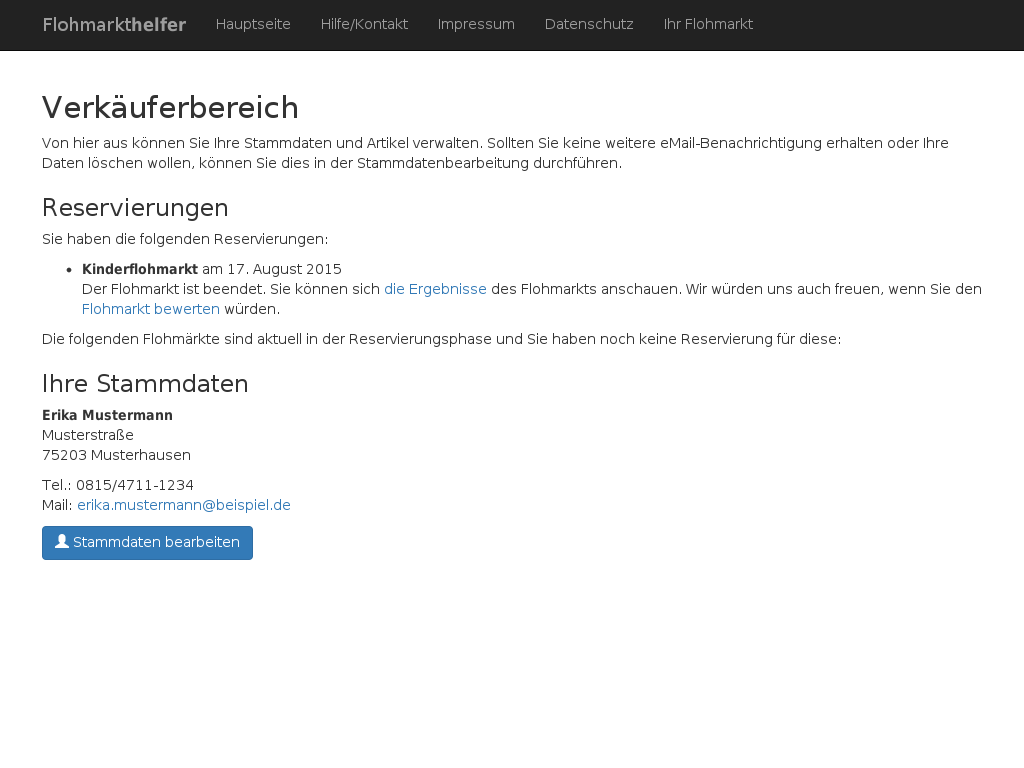 Flohmarkthelfer Hauptseite Hilfe/Kontakt Impressum Datenschutz Ihr Flohmarkt
Verkäuferbereich
Von hier aus können Sie Ihre Stammdaten und Artikel verwalten. Sollten Sie keine weitere eMail-Benachrichtigung erhalten oder Ihre
Daten löschen wollen, können Sie dies in der Stammdatenbearbeitung durchführen.
Reservierungen
Sie haben die folgenden Reservierungen:
• Kinderflohmarkt am 17. August 2015
Der Flohmarkt ist beendet. Sie können sich die Ergebnisse des Flohmarkts anschauen. Wir würden uns auch freuen, wenn Sie den
Flohmarkt bewerten würden.
Die folgenden Flohmärkte sind aktuell in der Reservierungsphase und Sie haben noch keine Reservierung für diese:
Ihre Stammdaten
Erika Mustermann
Musterstraße
75203 Musterhausen
Tel.: 0815/4711-1234
Mail: erika.mustermann@beispiel.de
Stammdaten bearbeiten